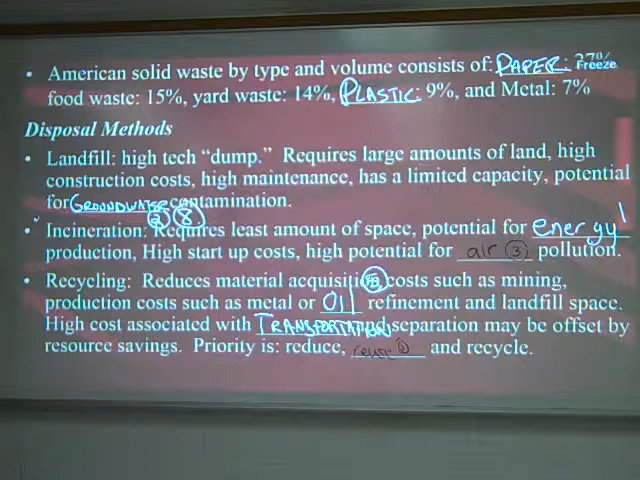 • American solid waste by type and volume consists of: PAPER: 37% Freeze
food waste: 15%, yard waste: 14%, PLASTIC: 9%, and Metal: 7%
Disposal Methods
• Landfill: high tech “dump.” Requires large amounts of land, high
construction costs, high maintenance, has a limited capacity, potential
for GROUNDWATER contamination.
• Incineration: Requires least amount of space, potential for energy
production, High start up costs, high potential for air ③ pollution.
• Recycling: Reduces material acquisition costs such as mining,
production costs such as metal or Oil refinement and landfill space.
High cost associated with TRANSPORTATION separation may be offset by
resource savings. Priority is: reduce, reuse and recycle.